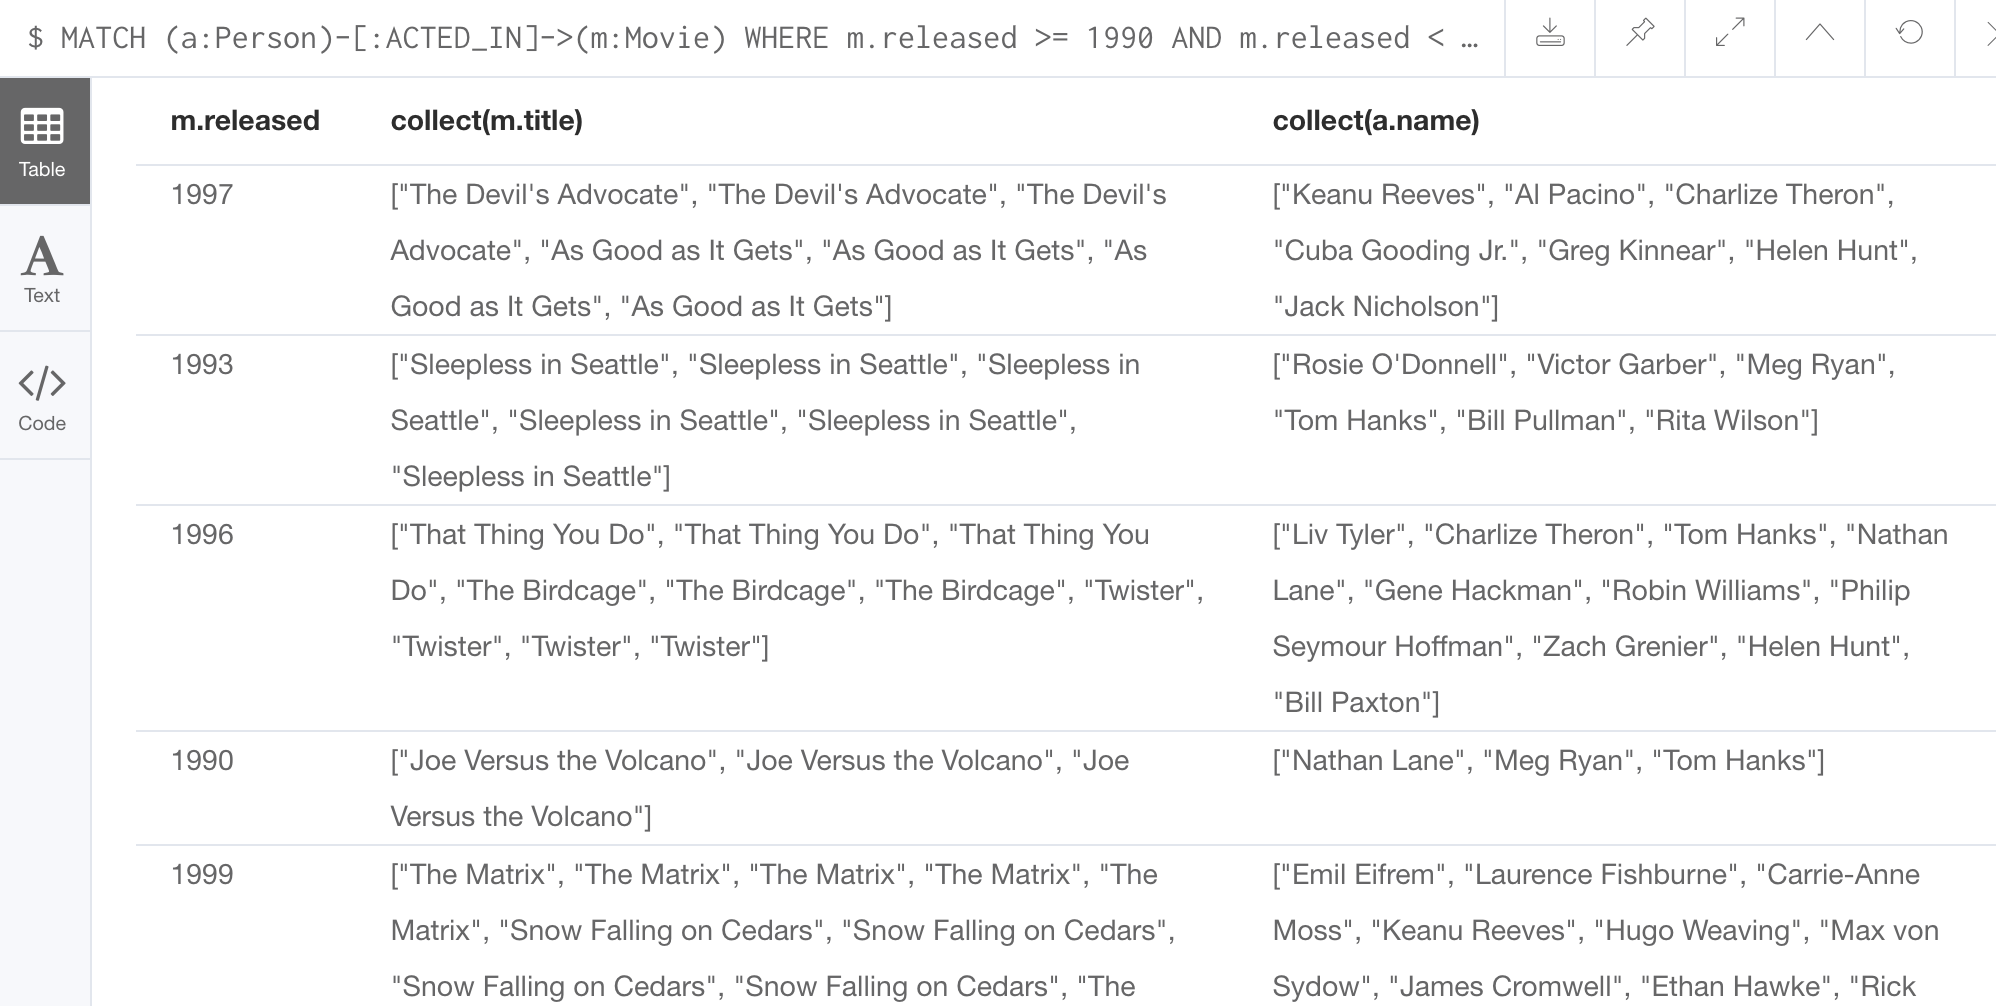 $ MATCH (a:Person)-[:ACTED_IN]->(m:Movie) WHERE m.released >= 1990 AND m.released < …
Table
Text
Code
m.released collect(m.title) collect(a.name)
1997
["The Devil's Advocate", "The Devil's Advocate", "The Devil's
Advocate", "As Good as It Gets", "As Good as It Gets", "As
Good as It Gets", "As Good as It Gets"]
["Keanu Reeves", "Al Pacino", "Charlize Theron",
"Cuba Gooding Jr.", "Greg Kinnear", "Helen Hunt",
"Jack Nicholson"]
1993
["Sleepless in Seattle", "Sleepless in Seattle", "Sleepless in
Seattle", "Sleepless in Seattle", "Sleepless in Seattle",
"Sleepless in Seattle"]
["Rosie O'Donnell", "Victor Garber", "Meg Ryan",
"Tom Hanks", "Bill Pullman", "Rita Wilson"]
1996
["That Thing You Do", "That Thing You Do", "That Thing You
Do", "The Birdcage", "The Birdcage", "The Birdcage", "Twister",
"Twister", "Twister", "Twister"]
["Liv Tyler", "Charlize Theron", "Tom Hanks", "Nathan
Lane", "Gene Hackman", "Robin Williams", "Philip
Seymour Hoffman", "Zach Grenier", "Helen Hunt",
"Bill Paxton"]
1990
["Joe Versus the Volcano", "Joe Versus the Volcano", "Joe
Versus the Volcano"]
["Nathan Lane", "Meg Ryan", "Tom Hanks"]
1999
["The Matrix", "The Matrix", "The Matrix", "The Matrix", "The
Matrix", "Snow Falling on Cedars", "Snow Falling on Cedars",
"Snow Falling on Cedars", "Snow Falling on Cedars", "The
["Emil Eifrem", "Laurence Fishburne", "Carrie-Anne
Moss", "Keanu Reeves", "Hugo Weaving", "Max von
Sydow", "James Cromwell", "Ethan Hawke", "Rick